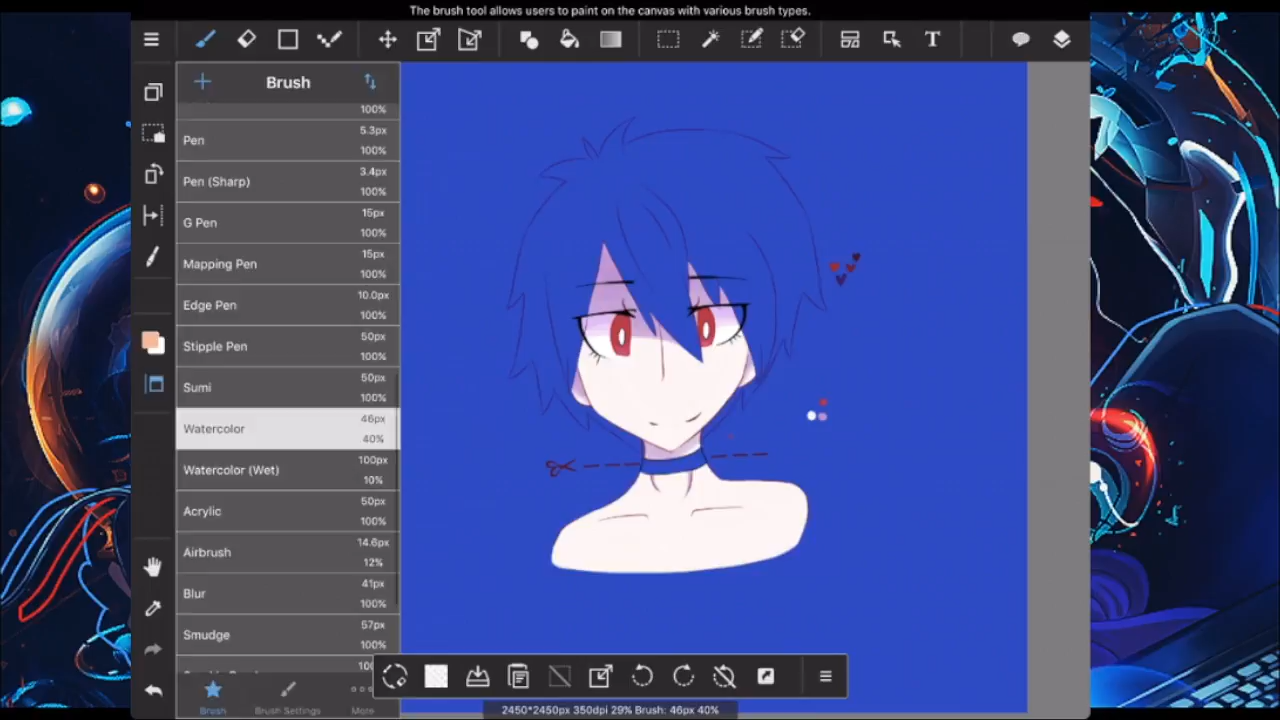 The brush tool allows users to paint on the canvas with various brush types.
T
Brush
100%
Pen 5.3px
100%
Pen (Sharp) 3.4px
100%
G Pen 15px
100%
Mapping Pen 15px
100%
Edge Pen 10.0px
100%
Stipple Pen 50px
100%
Sumi 50px
100%
Watercolor 46px
40%
Watercolor (Wet) 100px
10%
Acrylic 50px
100%
Airbrush 14.6px
12%
Blur 41px
100%
Smudge 57px
100%
Brush Brush Settings More
2450*2450px 350dpi 29% Brush: 46px 40%